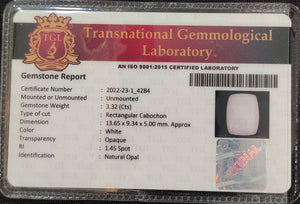 TGL
Transnational Gemmological
Laboratory™
AN ISO 9001:2015 CERTIFIED LABORATORY
Gemstone Report
Certificate Number : 2022-23-1_4284
Mounted or Unmounted : Unmounted
Gemstone Weight : 3.32 (Cts)
Type of Cut : Rectangular Cabochon
Dimension : 13.65 x 9.34 x 5.00 mm. Approx
Color : White
Transparency : Opaque
RI : 1.45 Spot
Identification : Natural Opal